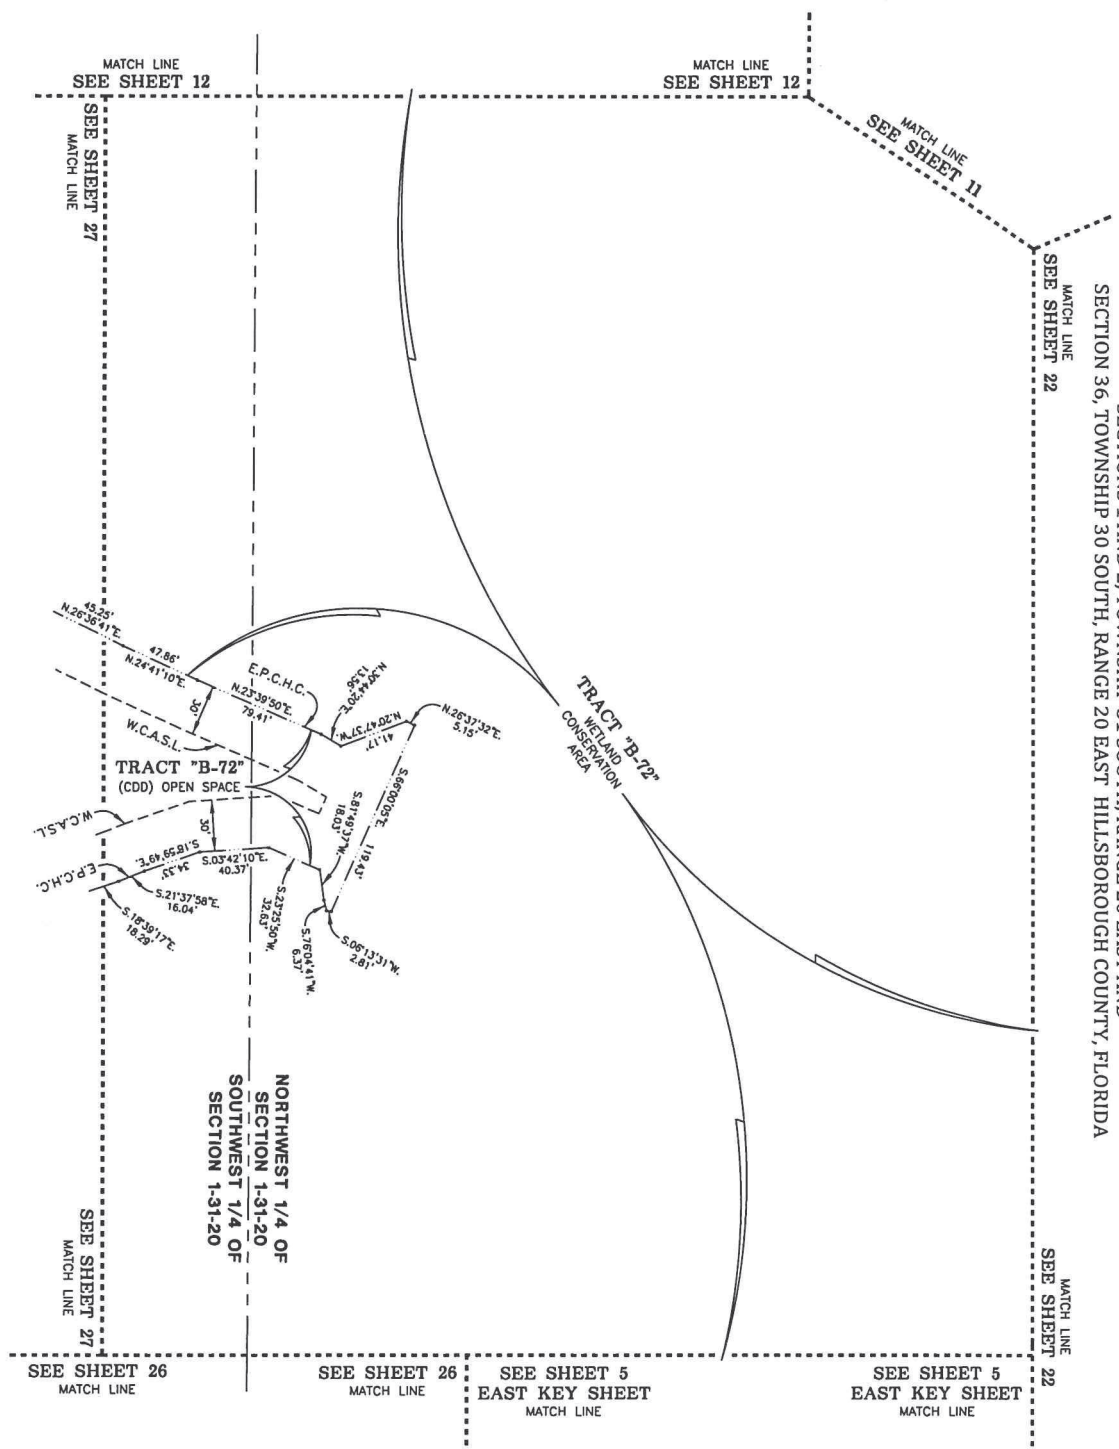 SECTION 36, TOWNSHIP 30 SOUTH, RANGE 20 EAST HILLSBOROUGH COUNTY, FLORIDA
MATCH LINE
SEE SHEET 12
MATCH LINE
SEE SHEET 12
MATCH LINE
SEE SHEET 11
SEE SHEET 27
MATCH LINE
MATCH LINE
SEE SHEET 22
45.25'
N.26°36'41"E.
47.86'
N.24°41'10"E.
30'
E.P.C.H.C.
N.23°39'50"E.
79.41'
N.30°44'20"E.
13.56'
N.20°47'37"W.
41.17'
N.26°37'32"E.
5.15'
W.C.A.S.L.
TRACT "B-72"
(CDD) OPEN SPACE
TRACT "B-72"
WETLAND
CONSERVATION
AREA
S.66°00'05"E.
119.43'
S.81°49'37"W.
18.03'
W.C.A.S.L.
30'
S.03°42'10"E.
40.37'
S.18°59'49"E.
34.33'
E.P.C.H.C.
S.21°37'58"E.
16.04'
S.18°39'17"E.
18.29'
S.23°25'50"W.
32.63'
S.76°04'41"W.
6.37'
S.06°13'31"W.
2.81'
NORTHWEST 1/4 OF
SECTION 1-31-20
SOUTHWEST 1/4 OF
SECTION 1-31-20
SEE SHEET 27
MATCH LINE
MATCH LINE
SEE SHEET 22
SEE SHEET 26
MATCH LINE
SEE SHEET 26
MATCH LINE
SEE SHEET 5
EAST KEY SHEET
MATCH LINE
SEE SHEET 5
EAST KEY SHEET
MATCH LINE